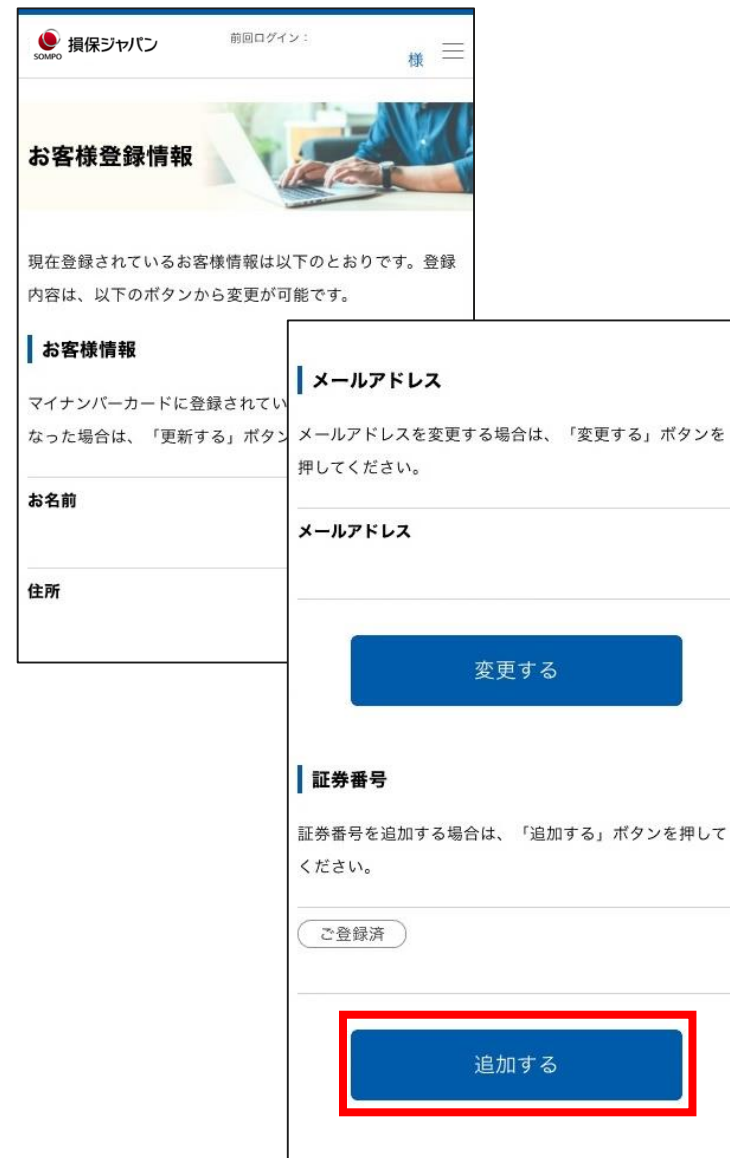 SOMPO
損保ジャパン
前回ログイン：
様
お客様登録情報
現在登録されているお客様情報は以下のとおりです。登録
内容は、以下のボタンから変更が可能です。
お客様情報
マイナンバーカードに登録されてい
なった場合は、「更新する」ボタン
お名前
住所
メールアドレス
メールアドレスを変更する場合は、「変更する」ボタンを
押してください。
メールアドレス
変更する
証券番号
証券番号を追加する場合は、「追加する」ボタンを押して
ください。
ご登録済
追加する